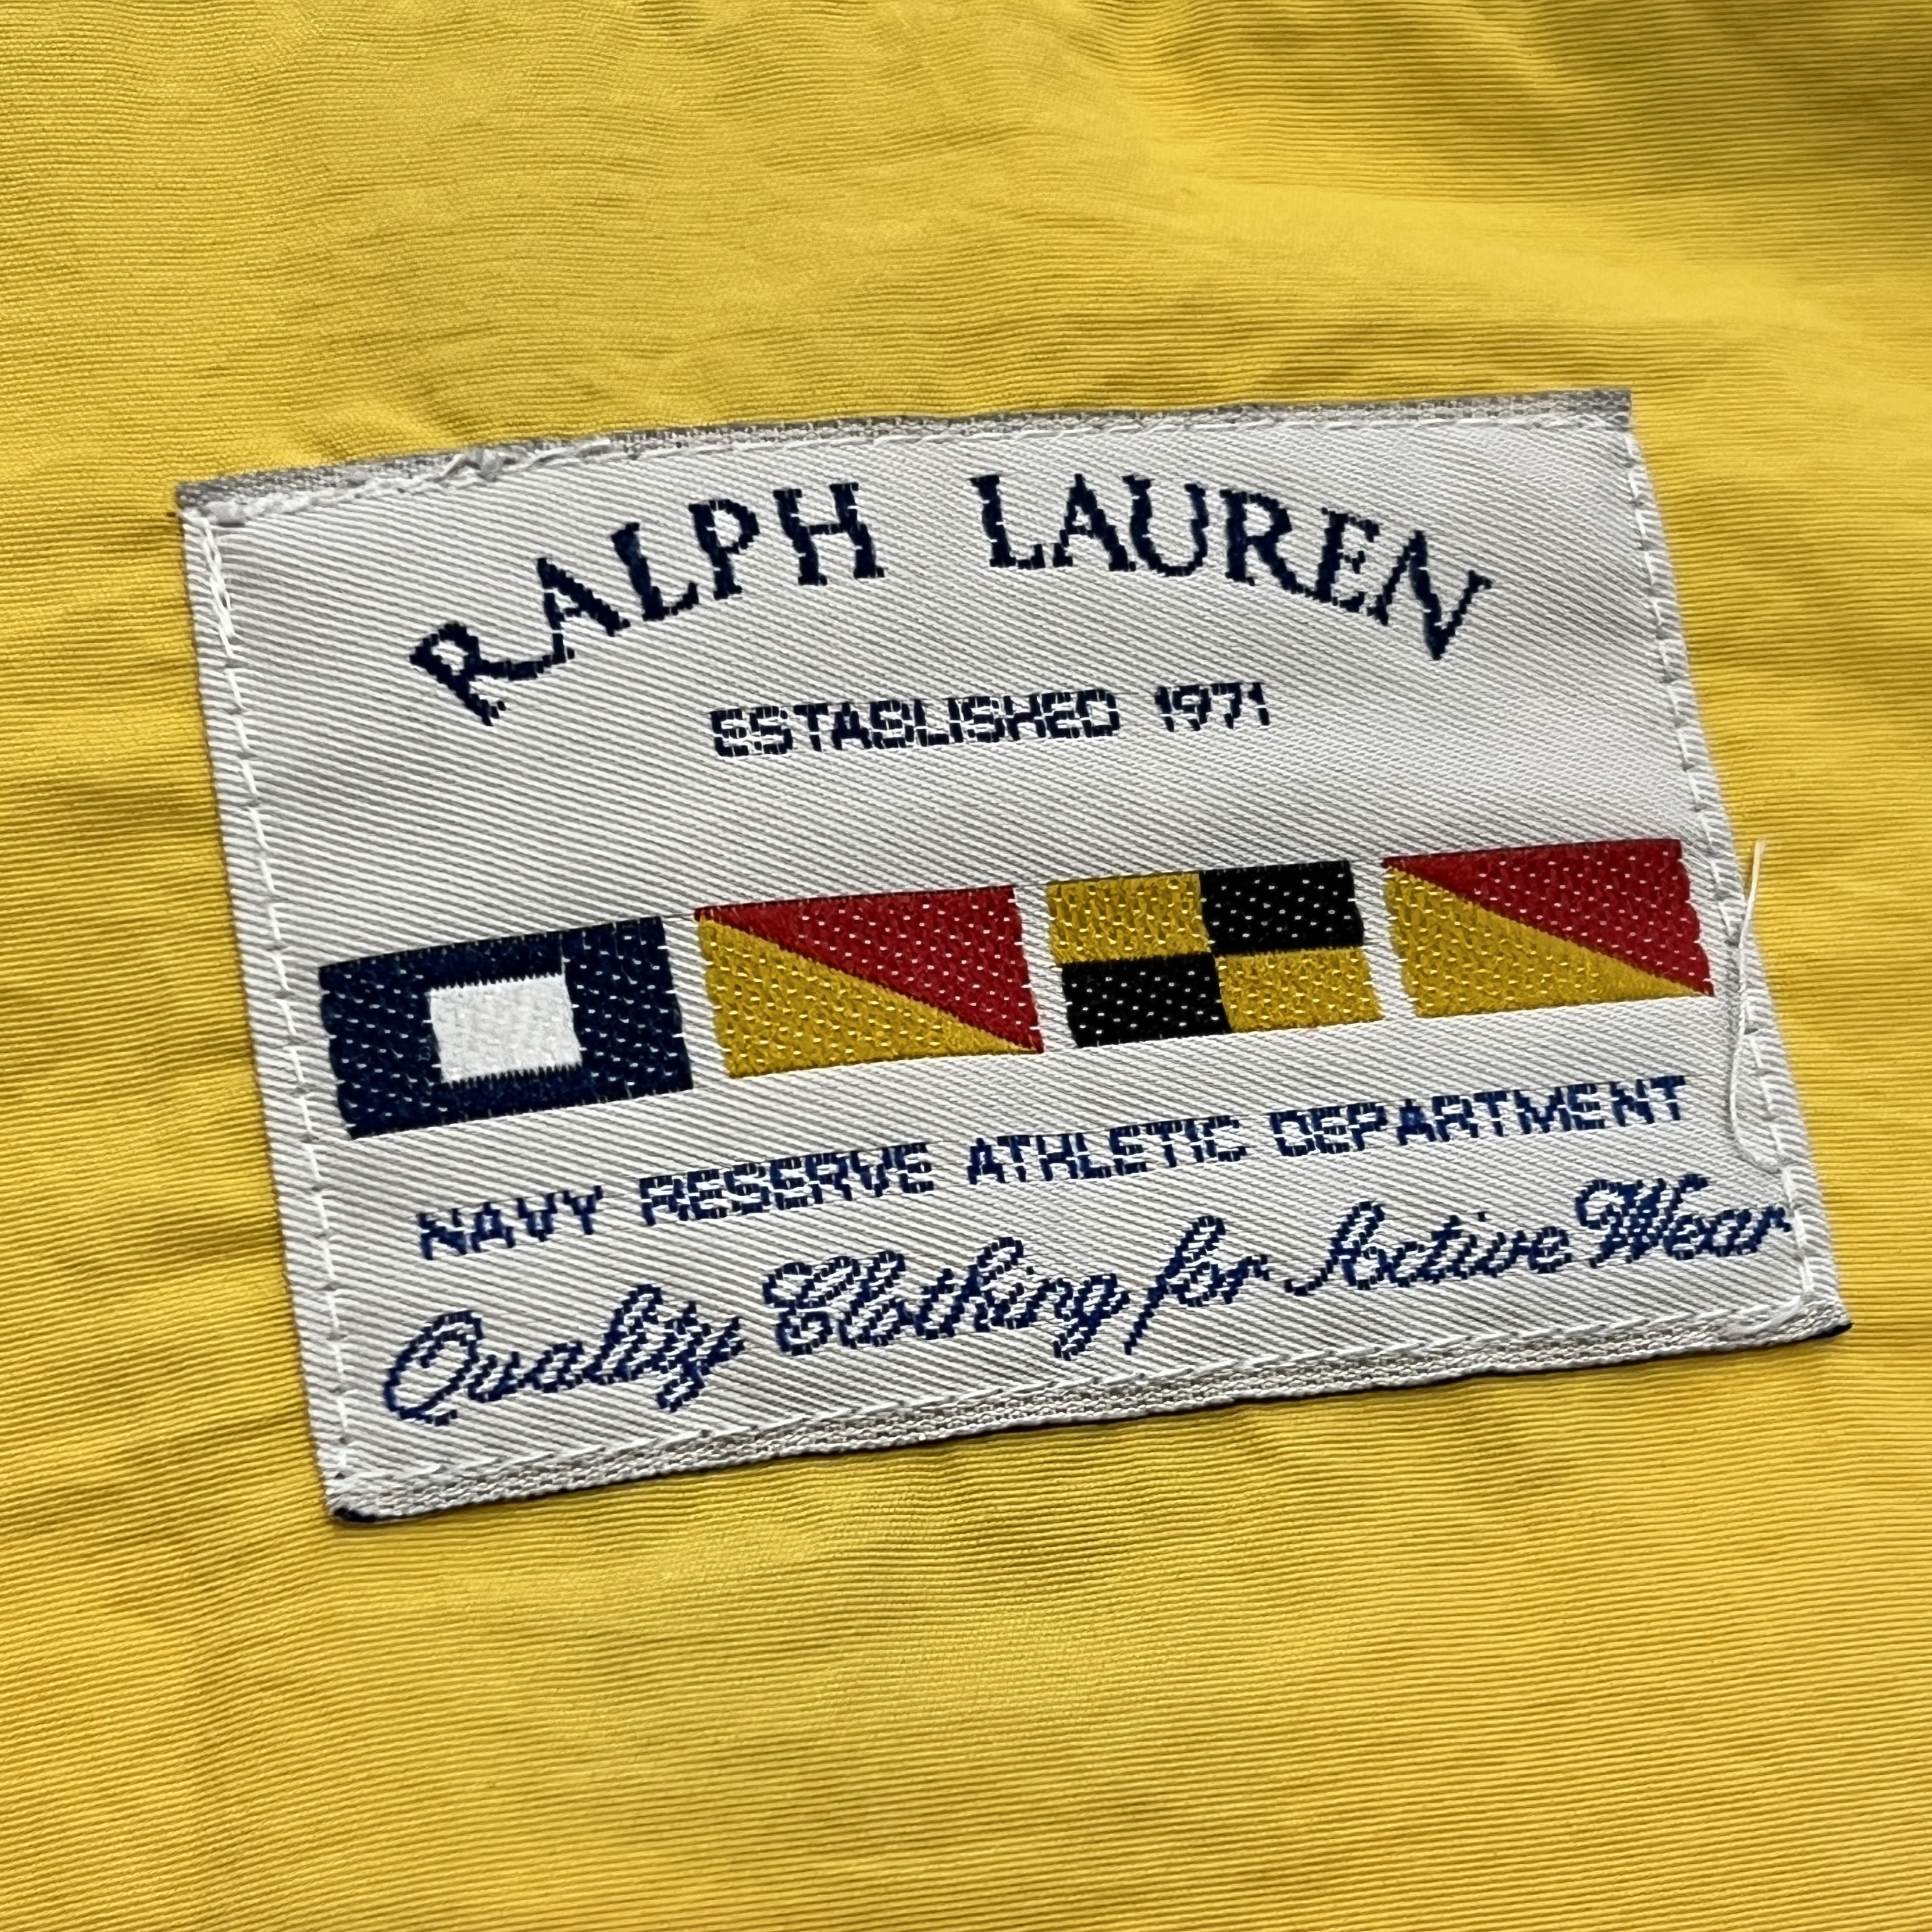 RALPH LAUREN
ESTABLISHED 1971
NAVY RESERVE ATHLETIC DEPARTMENT
Quality Clothing for Active Wear